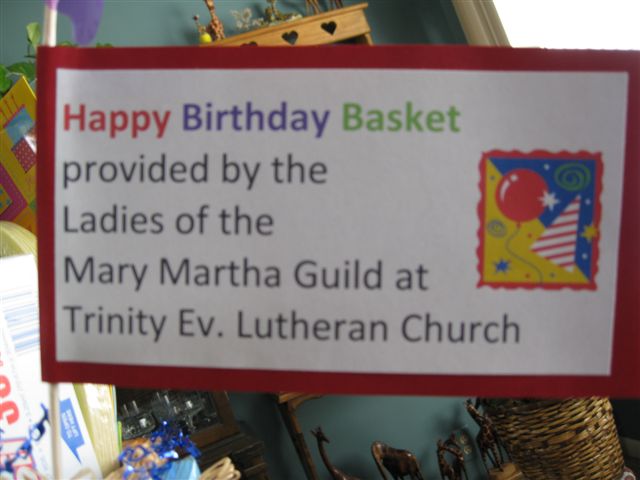 Happy Birthday Basket
provided by the
Ladies of the
Mary Martha Guild at
Trinity Ev. Lutheran Church